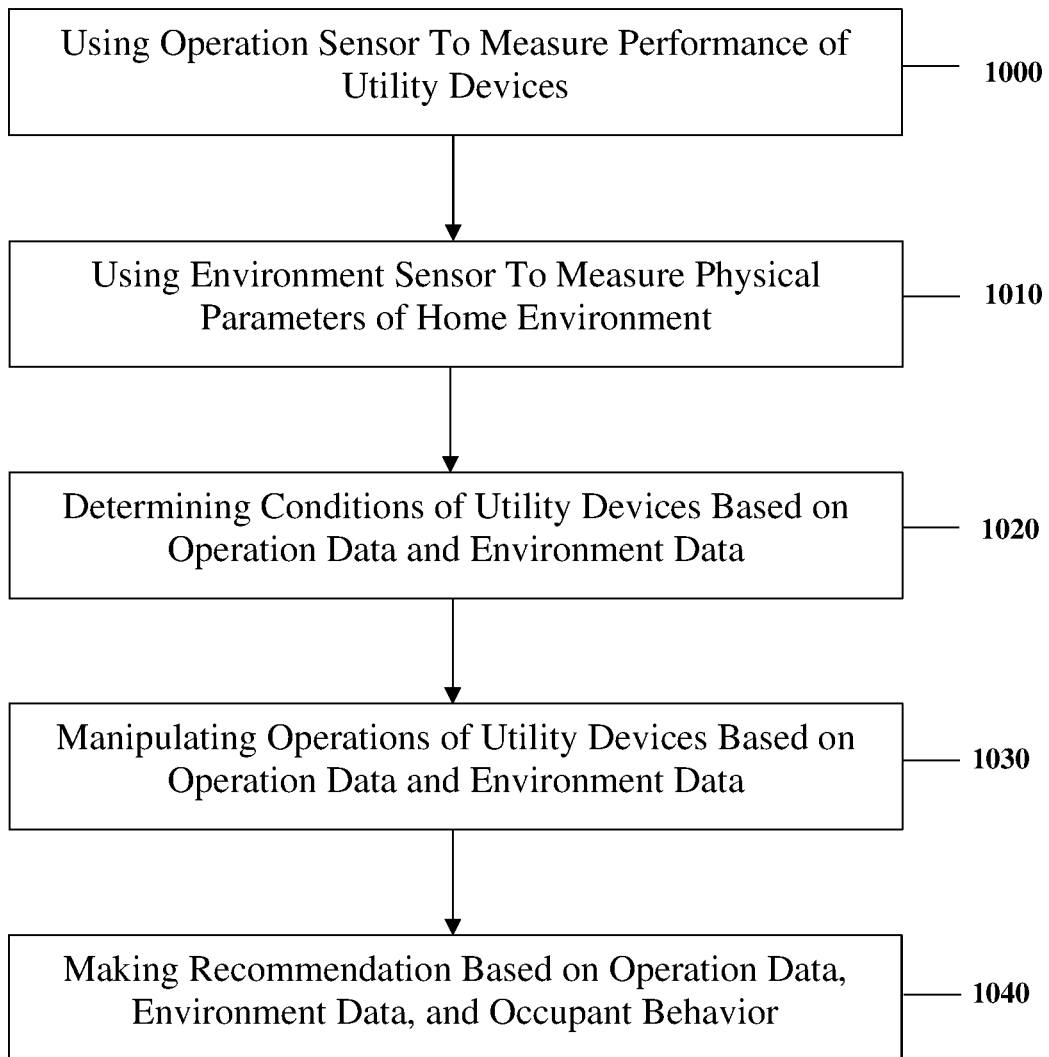 Using Operation Sensor To Measure Performance of
Utility Devices
1000
Using Environment Sensor To Measure Physical
Parameters of Home Environment
1010
Determining Conditions of Utility Devices Based on
Operation Data and Environment Data
1020
Manipulating Operations of Utility Devices Based on
Operation Data and Environment Data
1030
Making Recommendation Based on Operation Data,
Environment Data, and Occupant Behavior
1040